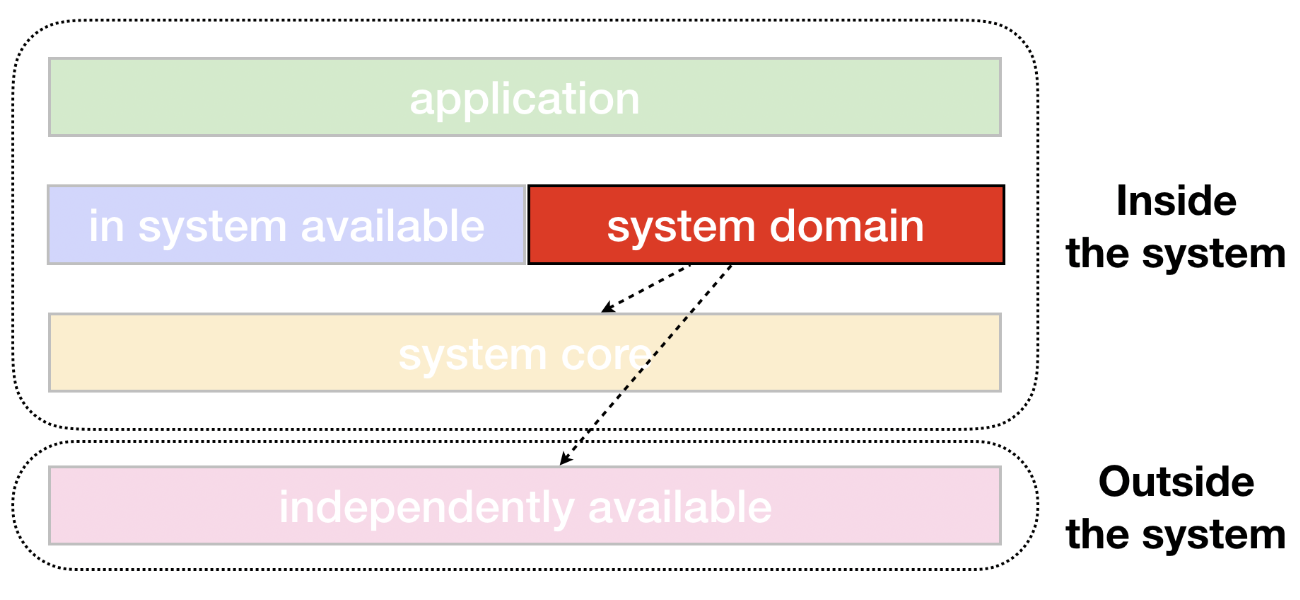 application
in system available
system domain
system core
independently available
Inside
the system
Outside
the system